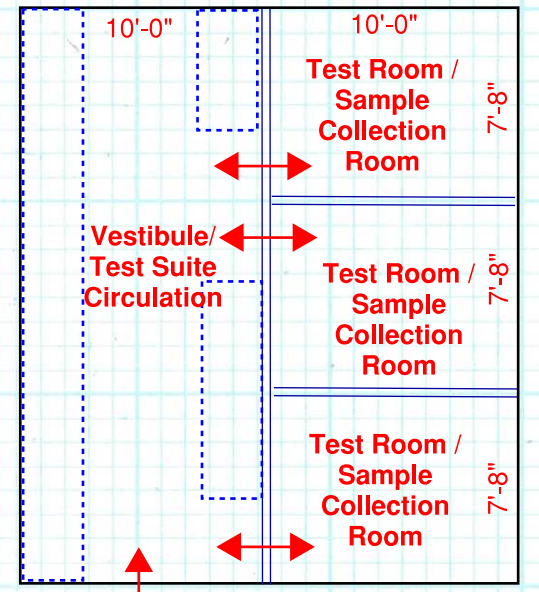 10'-0"
10'-0"
Test Room /
Sample
Collection
Room
7'-8"
Vestibule/
Test Suite
Circulation
Test Room /
Sample
Collection
Room
7'-8"
Test Room /
Sample
Collection
Room
7'-8"